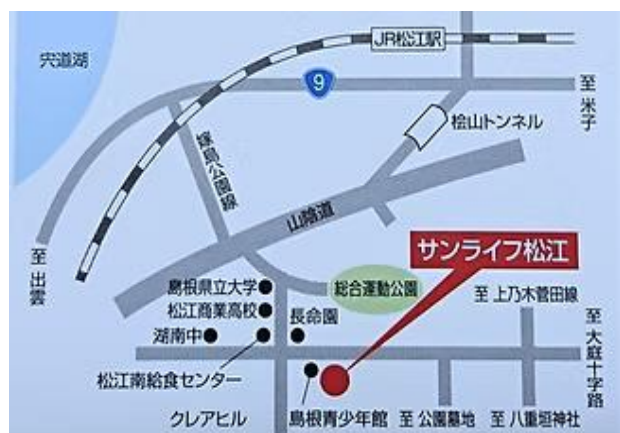 JR松江駅
宍道湖
9
至米子
桧山トンネル
嫁島公園線
山陰道
至出雲
サンライフ松江
島根県立大学
総合運動公園
至 上乃木菅田線
松江商業高校
長命園
湖南中
至大庭十字路
松江南給食センター
クレアヒル
島根青少年館
至 公園墓地
至 八重垣神社